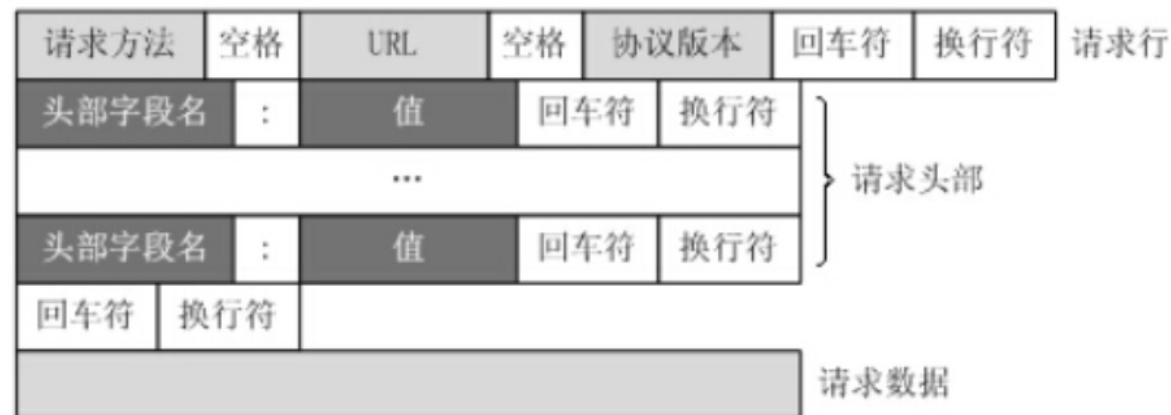 请求方法 空格 URL 空格 协议版本 回车符 换行符 请求行
头部字段名 : 值 回车符 换行符
...
请求头部
头部字段名 : 值 回车符 换行符
回车符 换行符
请求数据